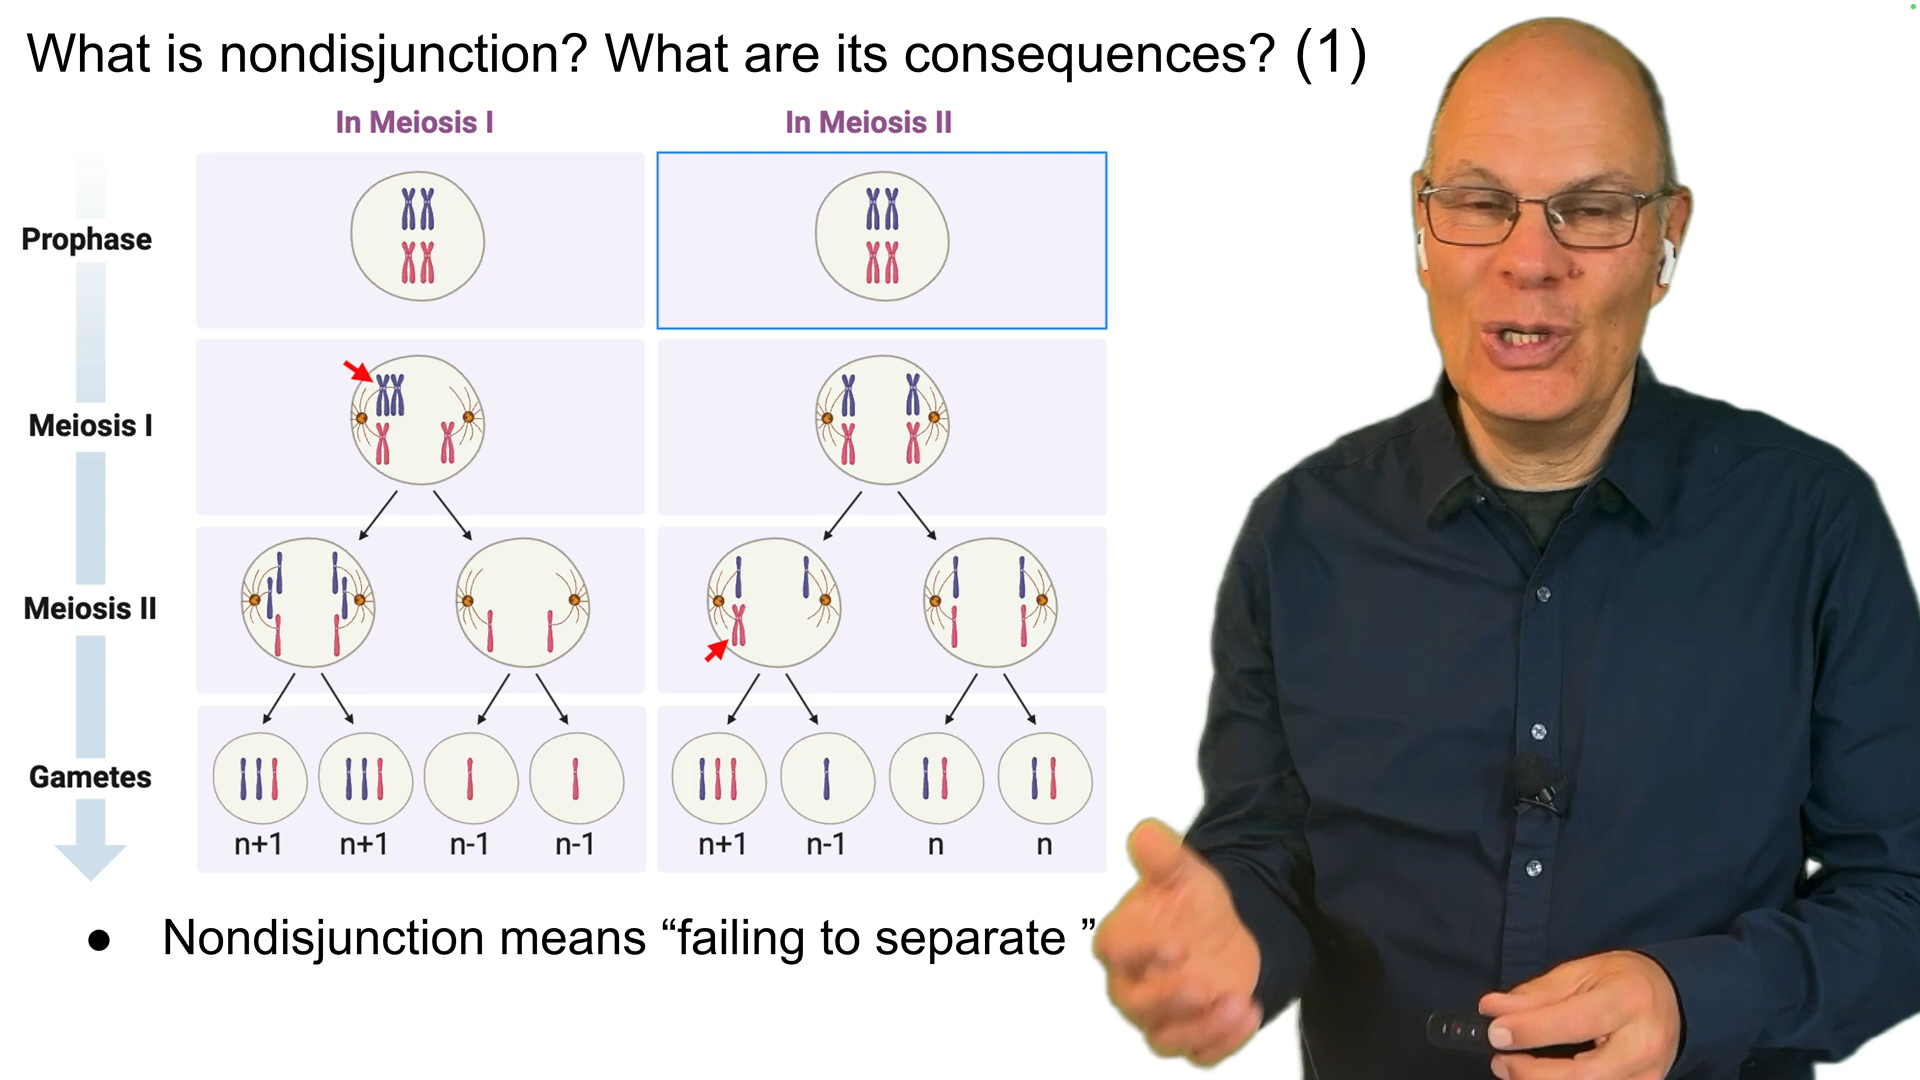 What is nondisjunction? What are its consequences? (1)
In Meiosis I
In Meiosis II
Prophase
Meiosis I
Meiosis II
Gametes
n+1
n+1
n-1
n-1
n+1
n-1
n
n
● Nondisjunction means “failing to separate ”